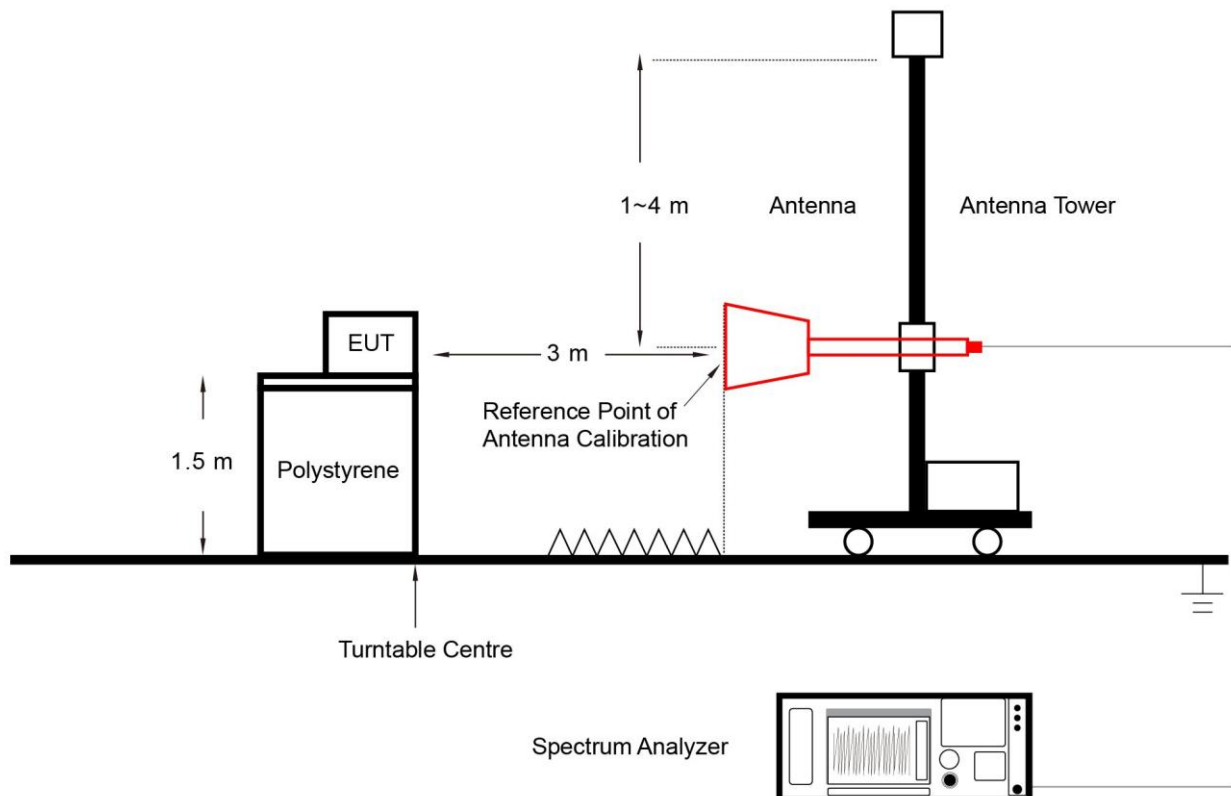 1~4 m
Antenna
Antenna Tower
EUT
3 m
Reference Point of
Antenna Calibration
1.5 m
Polystyrene
Turntable Centre
Spectrum Analyzer